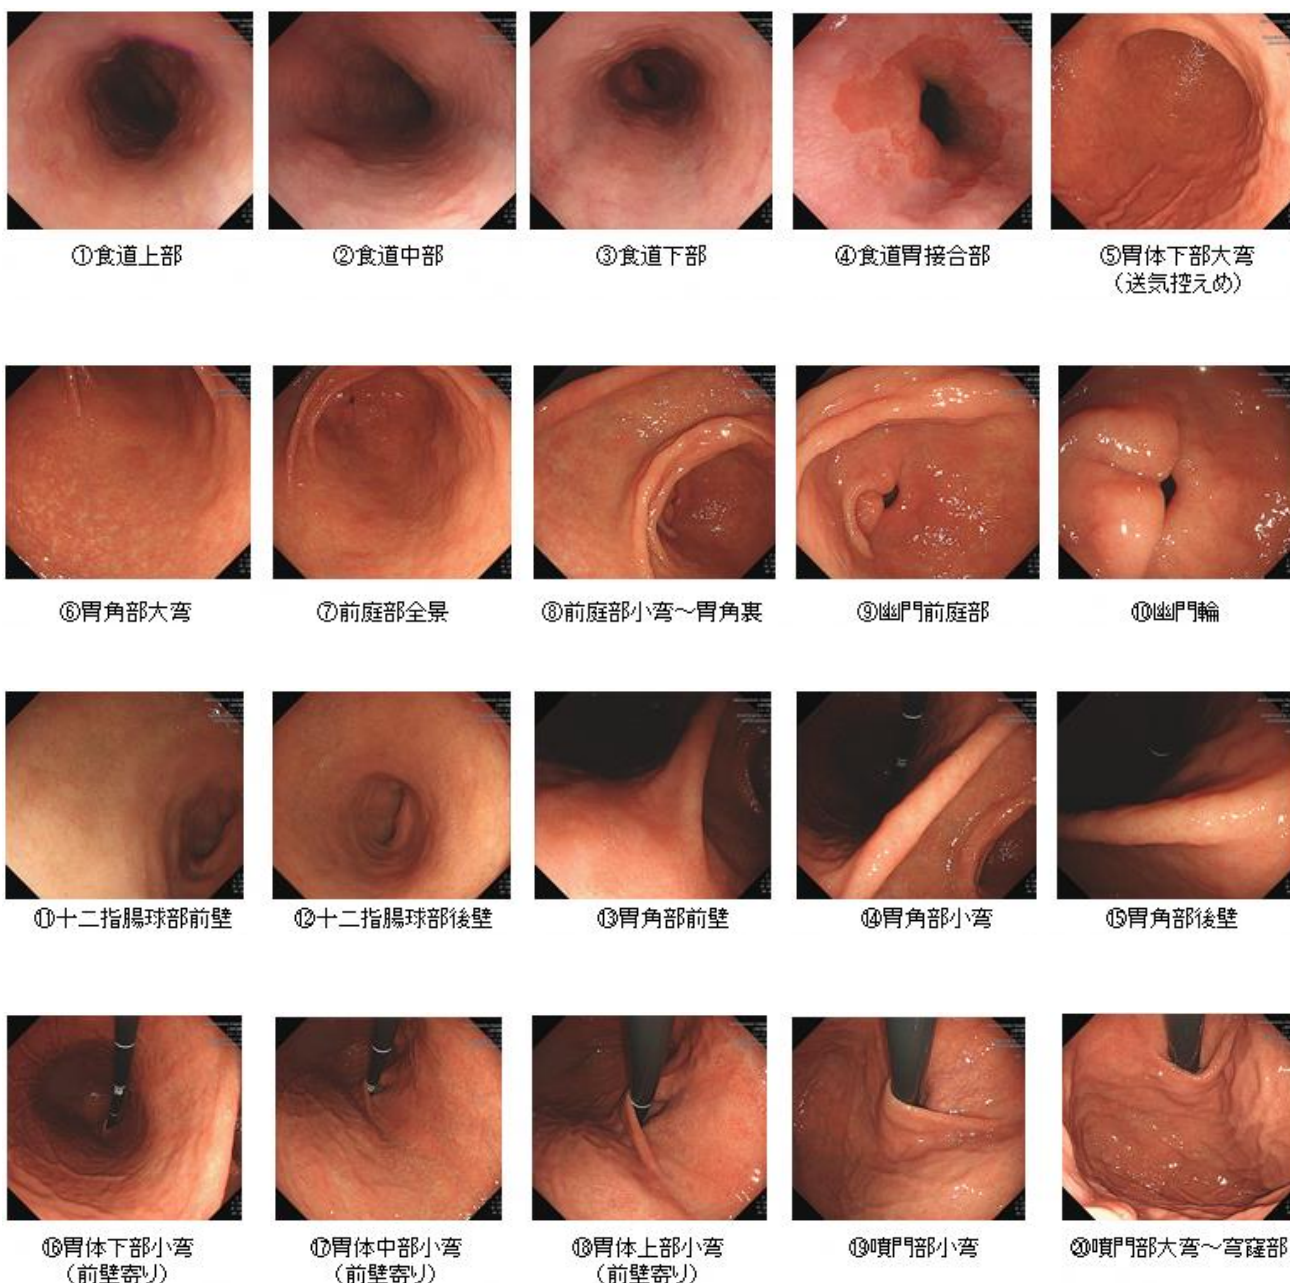 ①食道上部
②食道中部
③食道下部
④食道胃接合部
⑤胃体下部大弯
(送気控えめ)
⑥胃角部大弯
⑦前庭部全景
⑧前庭部小弯～胃角裏
⑨幽門前庭部
⑩幽門輪
⑪十二指腸球部前壁
⑫十二指腸球部後壁
⑬胃角部前壁
⑭胃角部小弯
⑮胃角部後壁
⑯胃体下部小弯
(前壁寄り)
⑰胃体中部小弯
(前壁寄り)
⑱胃体上部小弯
(前壁寄り)
⑲噴門部小弯
⑳噴門部大弯～穹窿部